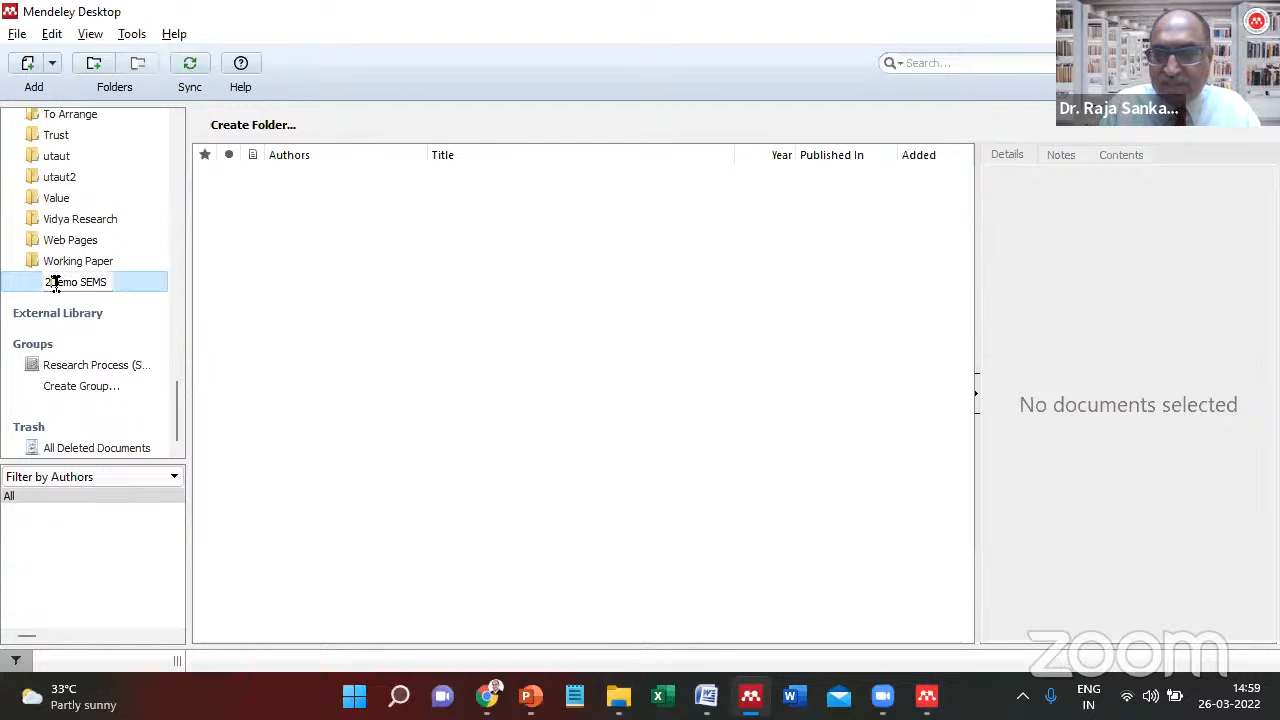 Mendeley Desktop
File Edit View Tools Help
Add Folders Sync Help
Search...
Dr. Raja Sanka...
To Arrange
Trust
utaut
utaut2
Value
Vidya Research
Web Pages
Working Paper
SEMS
External Library
Groups
Research Process (S...
Create Group...
Trash
All Deleted Documents
Filter by Authors
All
Create Folder...
Authors Title Year Published In Added
Details Notes Contents
No documents selected
zoom
33°C
Partly sunny
ENG
IN
14:59
26-03-2022